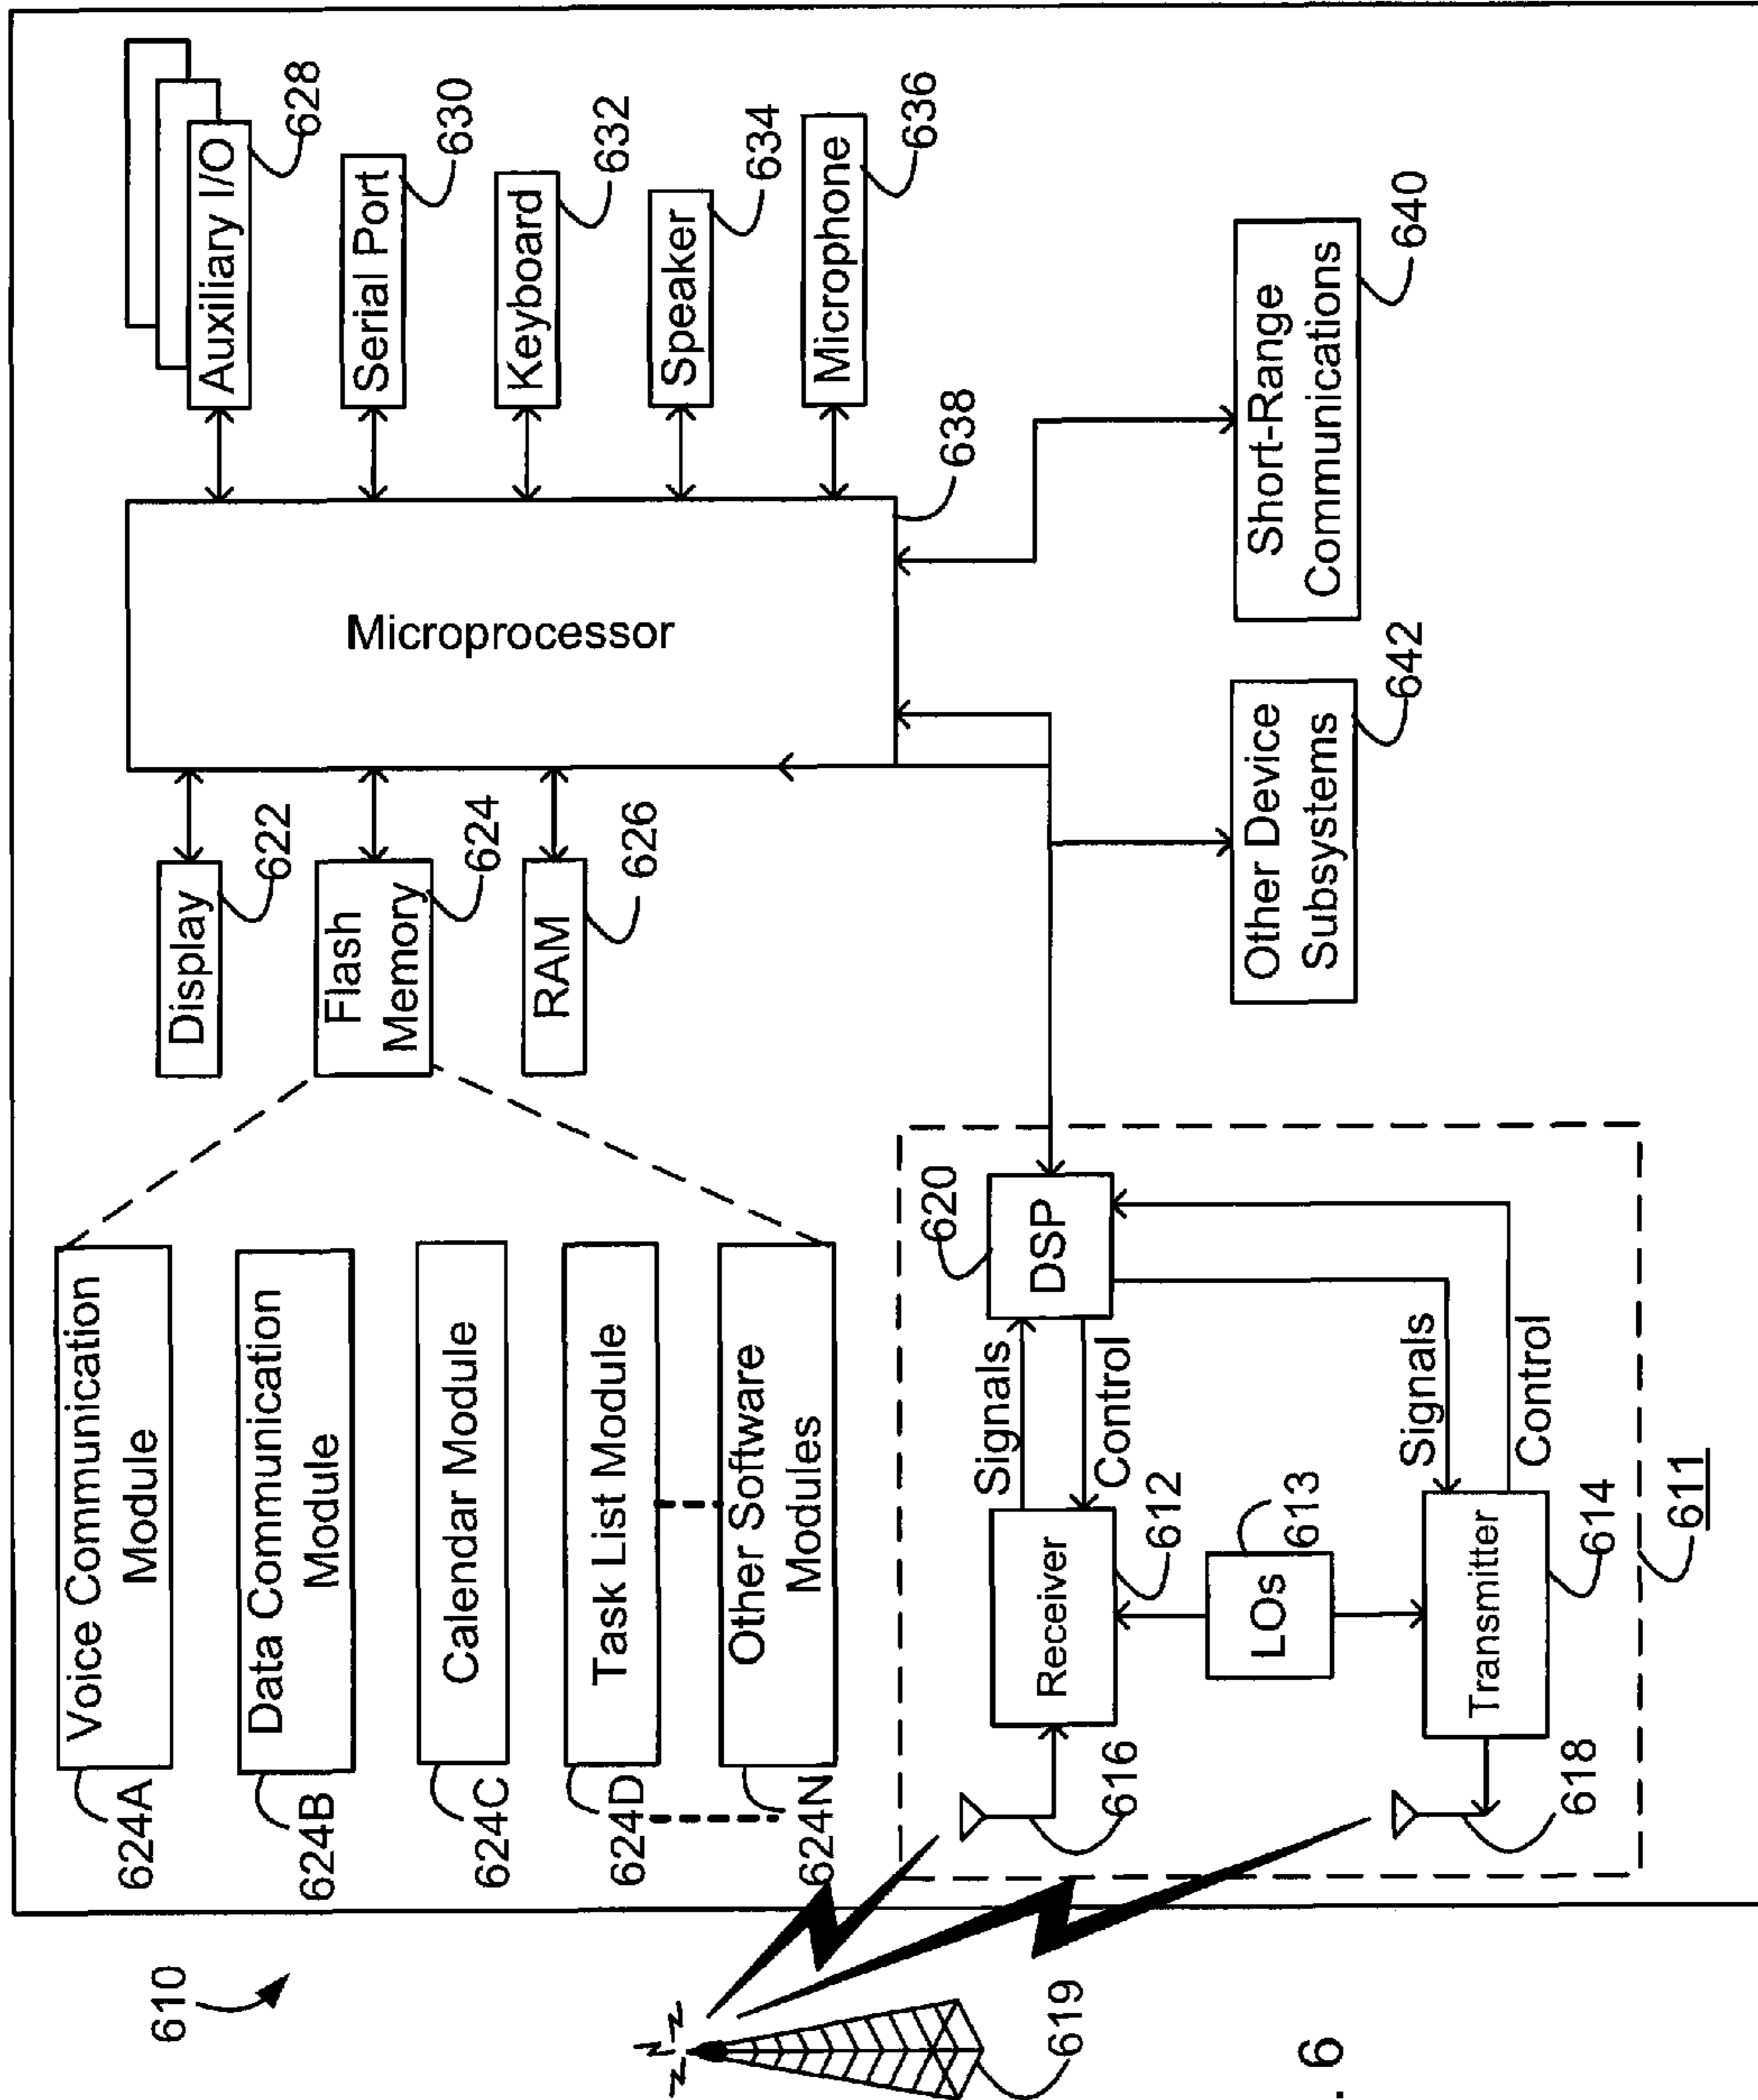 610
624A
Voice Communication
Module
624B
Data Communication
Module
624C
Calendar Module
624D
Task List Module
624N
Other Software
Modules
Display
622
Flash
Memory
624
RAM
626
Microprocessor
638
Auxiliary I/O
628
Serial Port
630
Keyboard
632
Speaker
634
Microphone
636
Short-Range
Communications
640
Other Device
Subsystems
642
620
DSP
Signals
Control
Receiver
612
616
LOs
613
Signals
Control
Transmitter
614
618
611
619
. 6